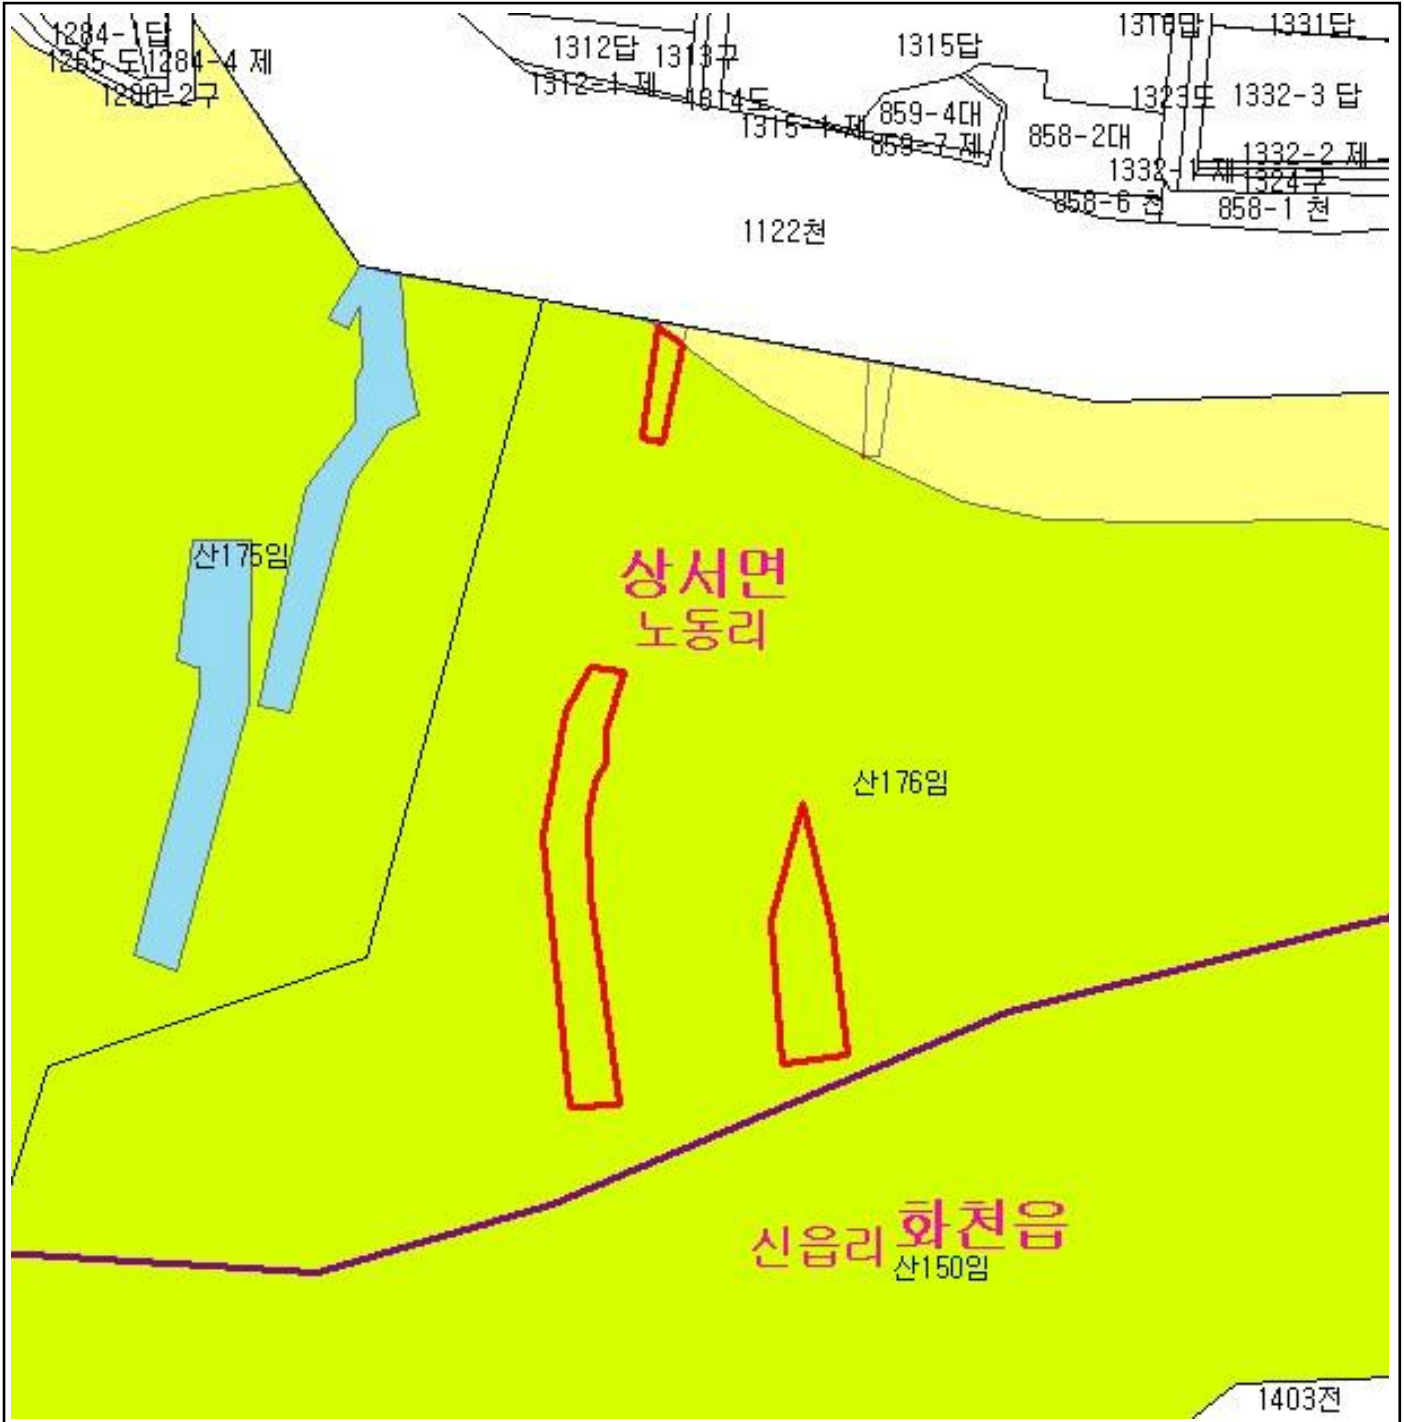 1284-1답
1265 도
1284-4 제
1280-2구
1312답
1313구
1312-1 제
1314도
1315답
1315-1 제
859-4대
859-7 제
1316답
1331답
1323도
1332-3 답
858-2대
1332-1 제
1332-2 제
1324구
858-6 천
858-1 천
1122천
산175임
상서면
노동리
산176임
신읍리
화천읍
산150임
1403전